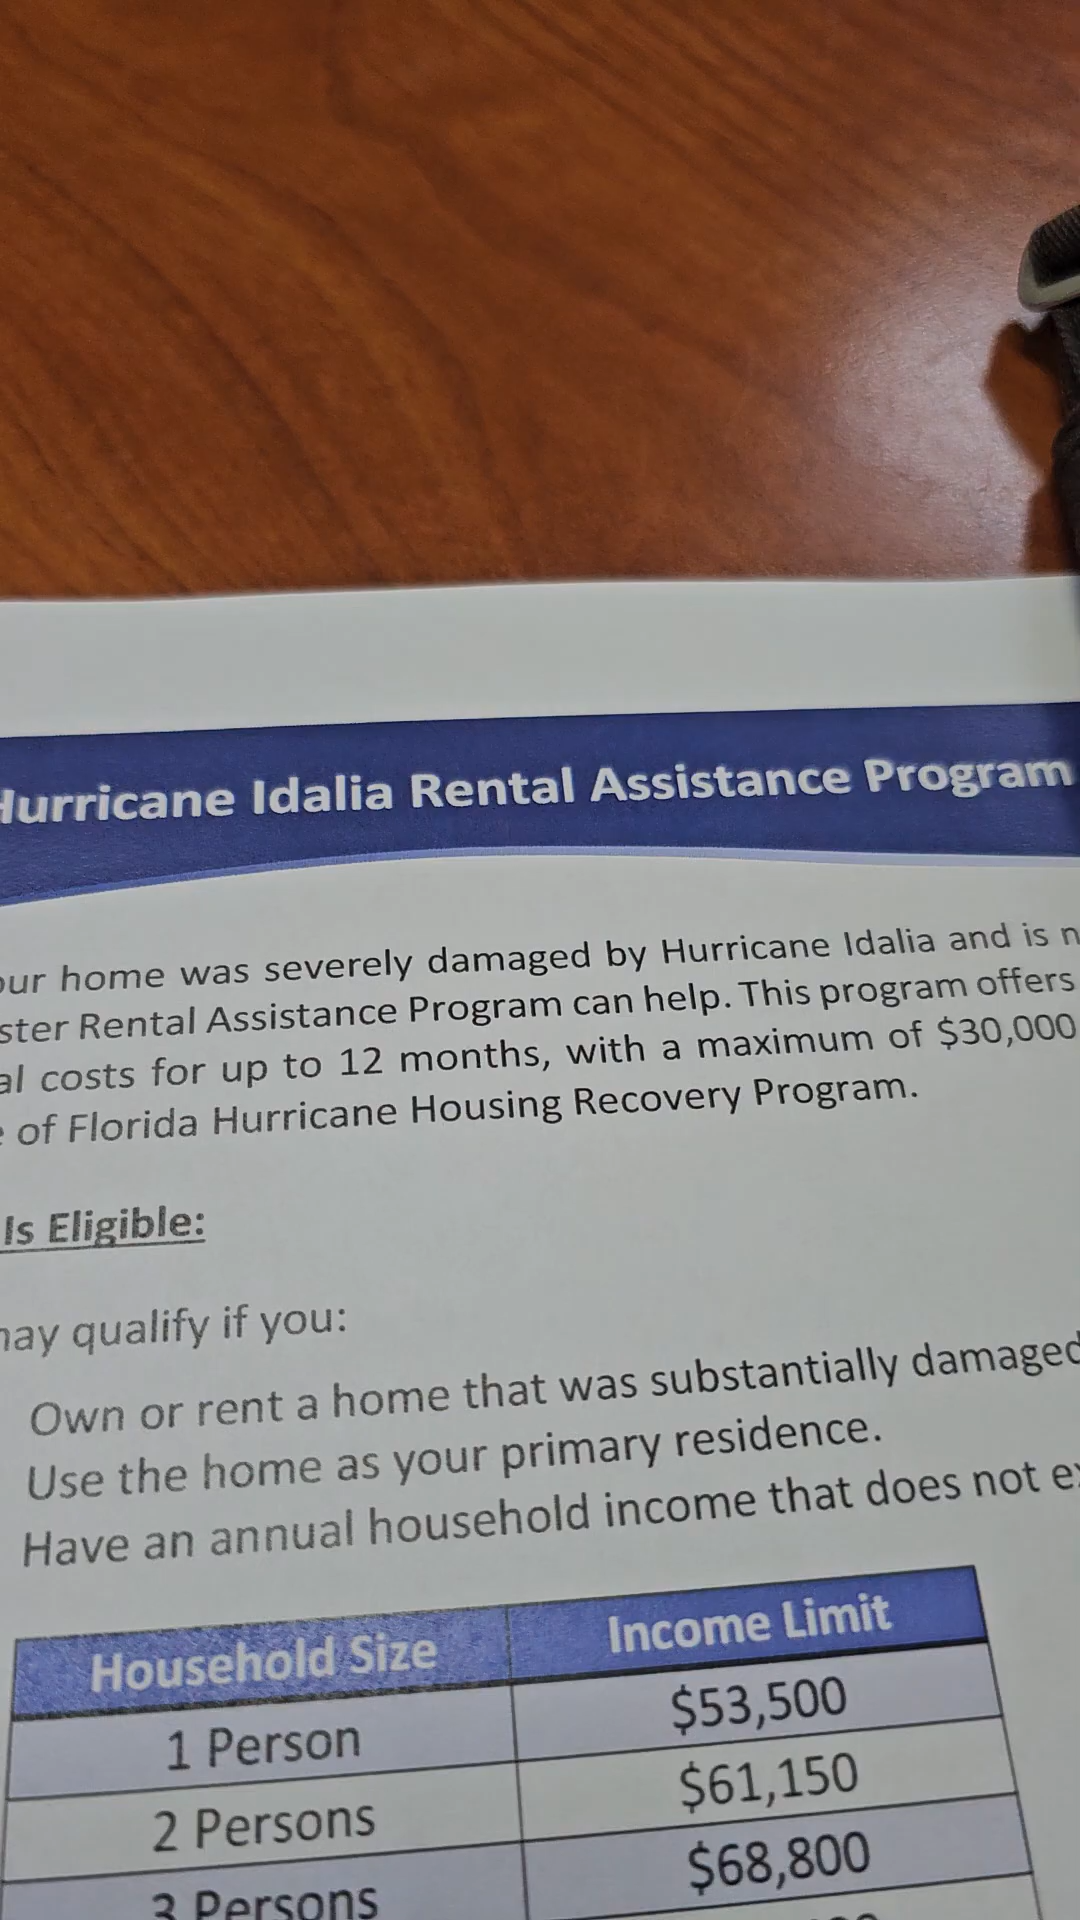 Hurricane Idalia Rental Assistance Program
our home was severely damaged by Hurricane Idalia and is n
ster Rental Assistance Program can help. This program offers
al costs for up to 12 months, with a maximum of $30,000
e of Florida Hurricane Housing Recovery Program.
Is Eligible:
may qualify if you:
Own or rent a home that was substantially damaged
Use the home as your primary residence.
Have an annual household income that does not ex
Household Size Income Limit
1 Person $53,500
2 Persons $61,150
3 Persons $68,800